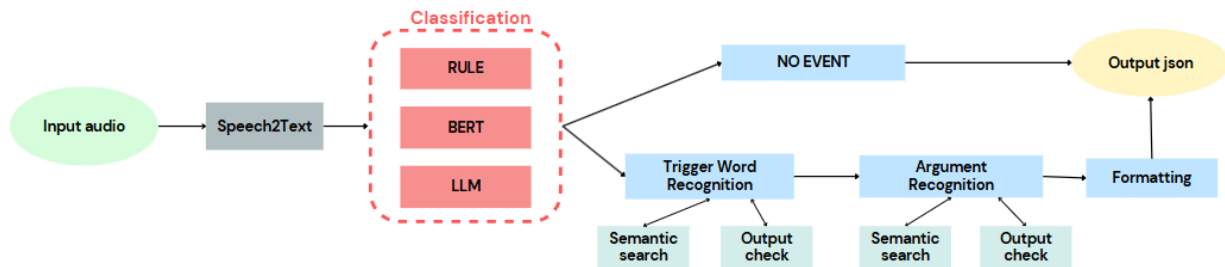 Classification
RULE
BERT
LLM
Input audio
Speech2Text
NO EVENT
Output json
Trigger Word
Recognition
Argument
Recognition
Formatting
Semantic
search
Output
check
Semantic
search
Output
check